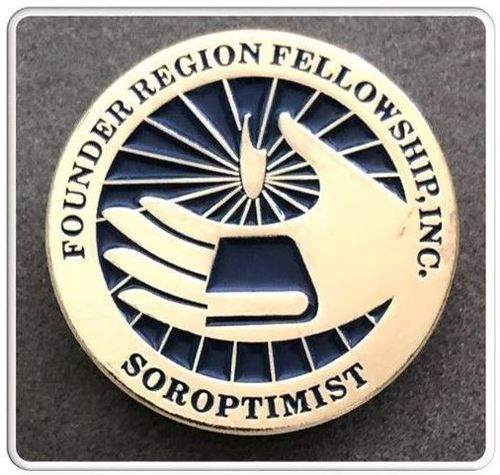 FOUNDER REGION FELLOWSHIP, INC.
SOROPTIMIST